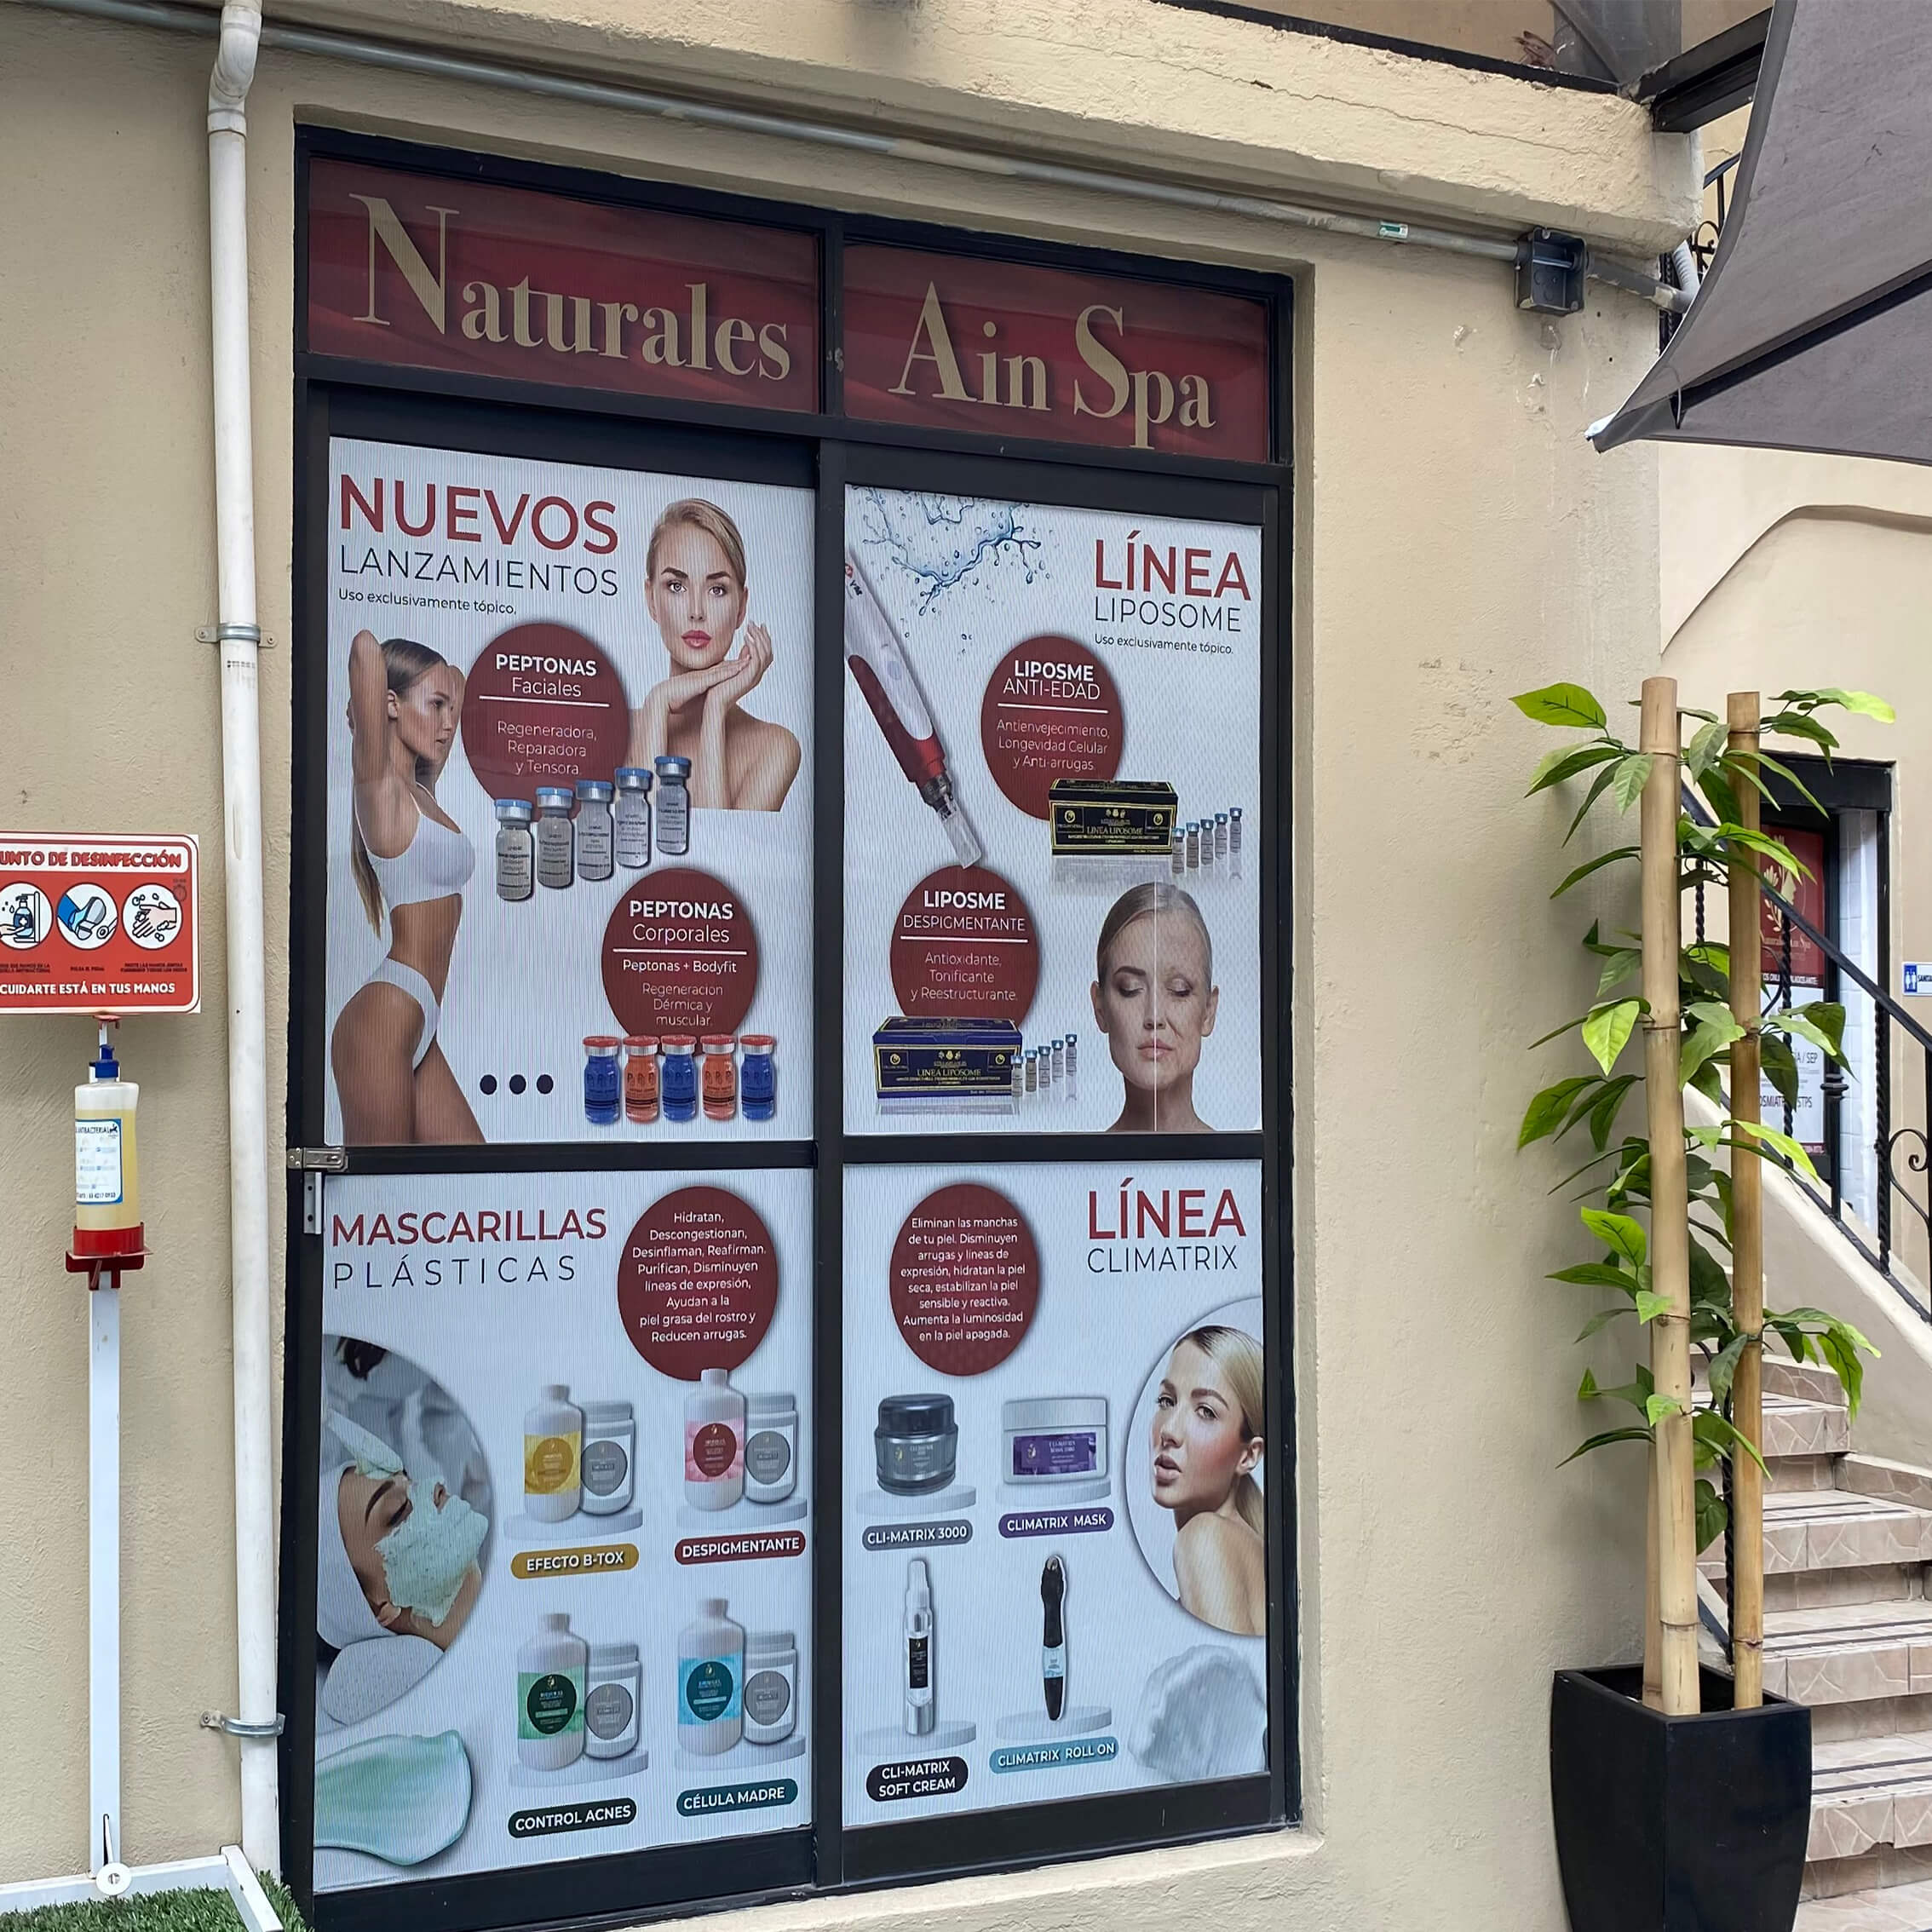 Naturales Ain Spa
NUEVOS
LANZAMIENTOS
Uso exclusivamente tópico.
PEPTONAS
Faciales
Regeneradora,
Reparadora
y Tensora.
PEPTONAS
Corporales
Peptonas + Bodyfit
Regeneracion
Dérmica y
muscular.
LÍNEA
LIPOSOME
Uso exclusivamente tópico.
LIPOSME
ANTI-EDAD
Antienvejecimiento,
Longevidad Celular
y Anti-arrugas.
LINEA LIPOSOME
LIPOSME
DESPIGMENTANTE
Antioxidante,
Tonificante
y Reestructurante.
LINEA LIPOSOME
MASCARILLAS
PLÁSTICAS
Hidratan,
Descongestionan,
Desinflaman, Reafirman.
Purifican, Disminuyen
líneas de expresión,
Ayudan a la
piel grasa del rostro y
Reducen arrugas.
EFECTO B-TOX
DESPIGMENTANTE
CONTROL ACNES
CÉLULA MADRE
LÍNEA
CLIMATRIX
Eliminan las manchas
de tu piel. Disminuyen
arrugas y líneas de
expresión, hidratan la piel
seca, estabilizan la piel
sensible y reactiva.
Aumenta la luminosidad
en la piel apagada.
CLI-MATRIX 3000
CLIMATRIX MASK
CLI-MATRIX
SOFT CREAM
CLIMATRIX ROLL ON
UNTO DE DESINFECCIÓN
CUIDARTE ESTÁ EN TUS MANOS